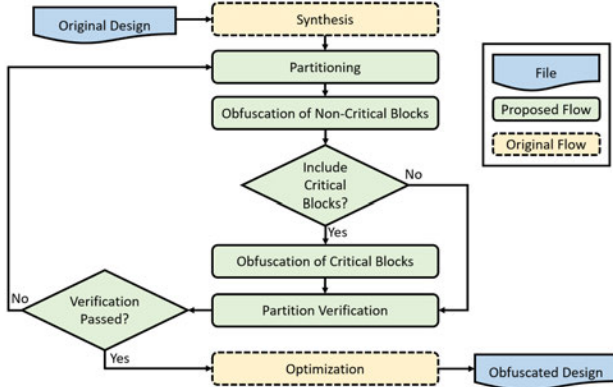 Original Design
Synthesis
Partitioning
File
Obfuscation of Non-Critical Blocks
Proposed Flow
Original Flow
Include
Critical
Blocks?
No
Yes
Obfuscation of Critical Blocks
No
Verification
Passed?
Partition Verification
Yes
Optimization
Obfuscated Design